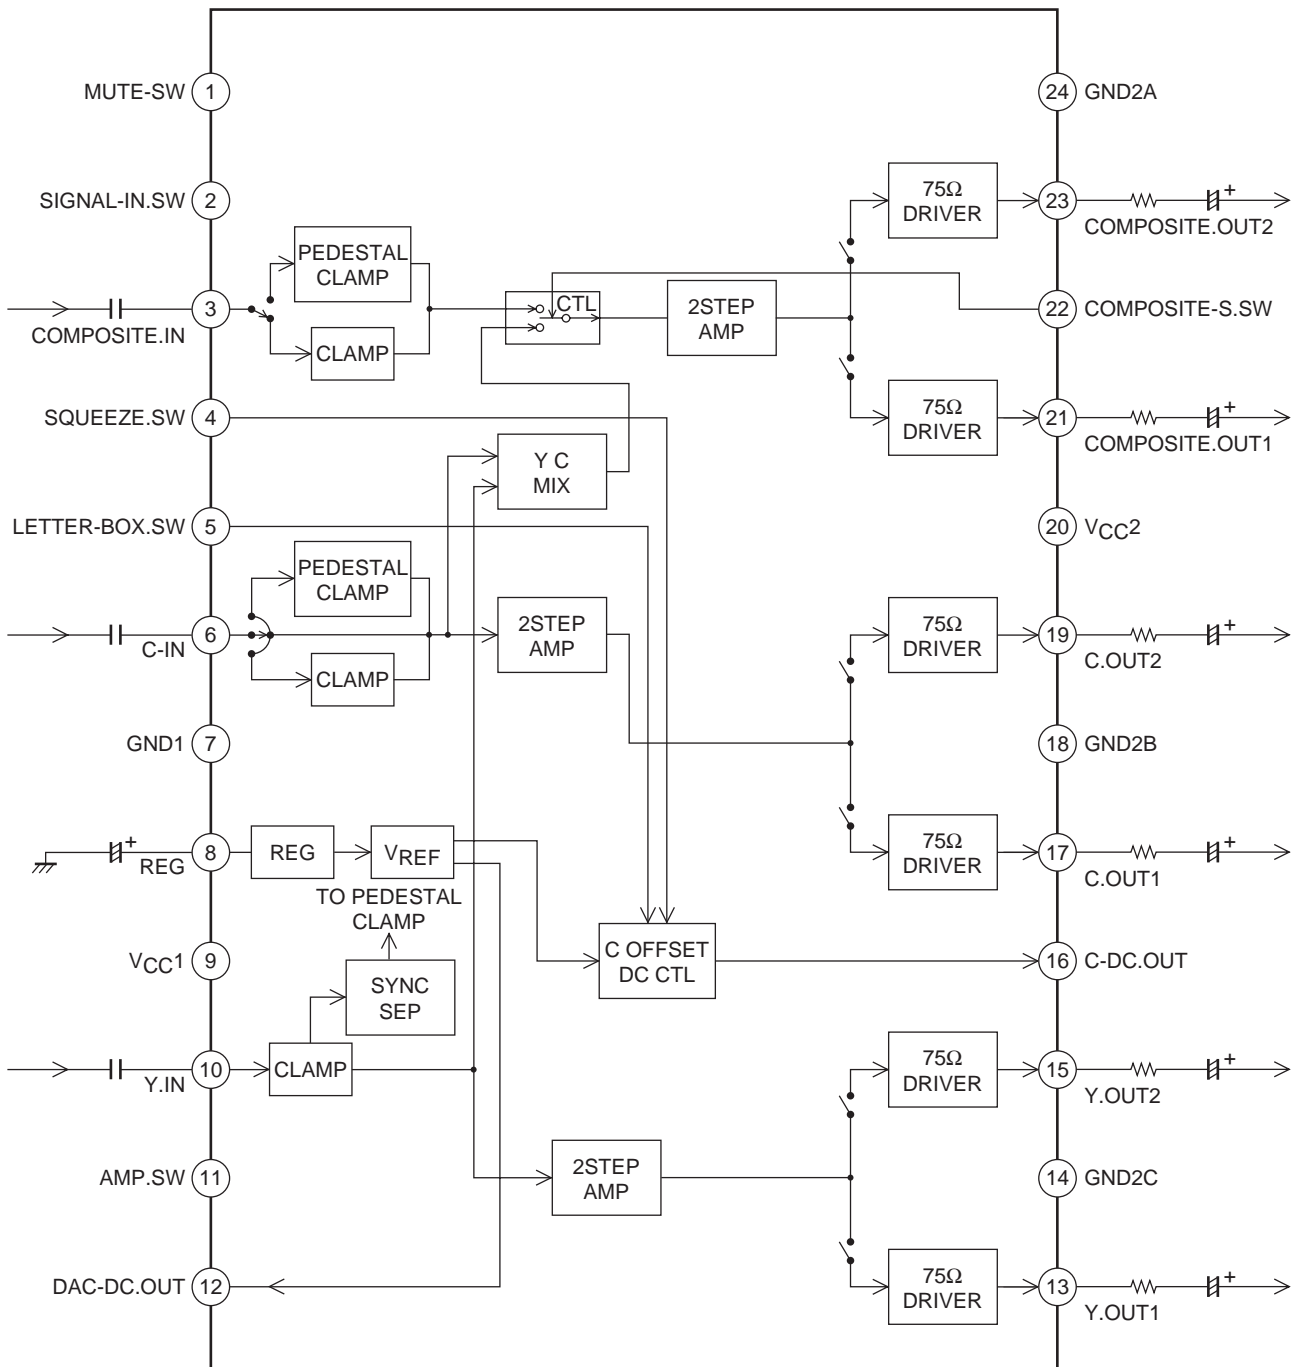 MUTE-SW 1
24 GND2A
SIGNAL-IN.SW 2
75Ω
DRIVER
23
COMPOSITE.OUT2
PEDESTAL
CLAMP
3
COMPOSITE.IN
CLAMP
CTL
2STEP
AMP
22 COMPOSITE-S.SW
SQUEEZE.SW 4
75Ω
DRIVER
21
COMPOSITE.OUT1
Y C
MIX
LETTER-BOX.SW 5
20 VCC2
PEDESTAL
CLAMP
6
C-IN
CLAMP
2STEP
AMP
75Ω
DRIVER
19
C.OUT2
GND1 7
18 GND2B
+
8
REG
REG
VREF
75Ω
DRIVER
17
C.OUT1
TO PEDESTAL
CLAMP
VCC1 9
SYNC
SEP
C OFFSET
DC CTL
16 C-DC.OUT
10
Y.IN
CLAMP
75Ω
DRIVER
15
Y.OUT2
AMP.SW 11
2STEP
AMP
14 GND2C
DAC-DC.OUT 12
75Ω
DRIVER
13
Y.OUT1
+
+
+
+
+
+